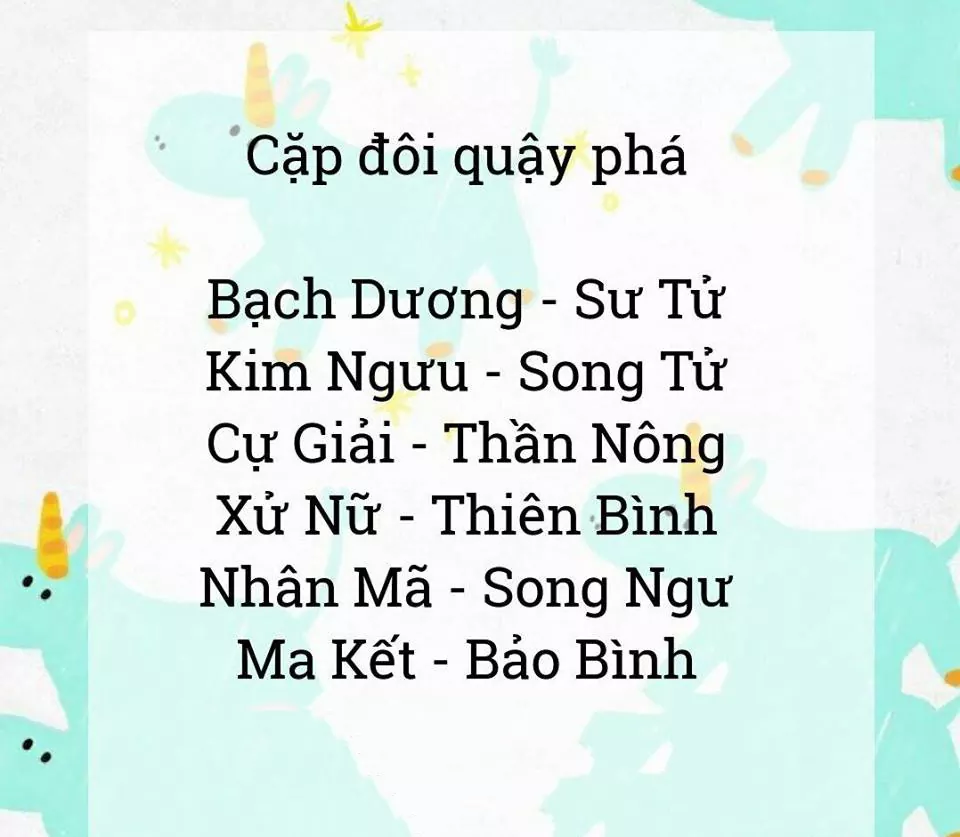 Cặp đôi quậy phá
Bạch Dương - Sư Tử
Kim Ngưu - Song Tử
Cự Giải - Thần Nông
Xử Nữ - Thiên Bình
Nhân Mã - Song Ngư
Ma Kết - Bảo Bình